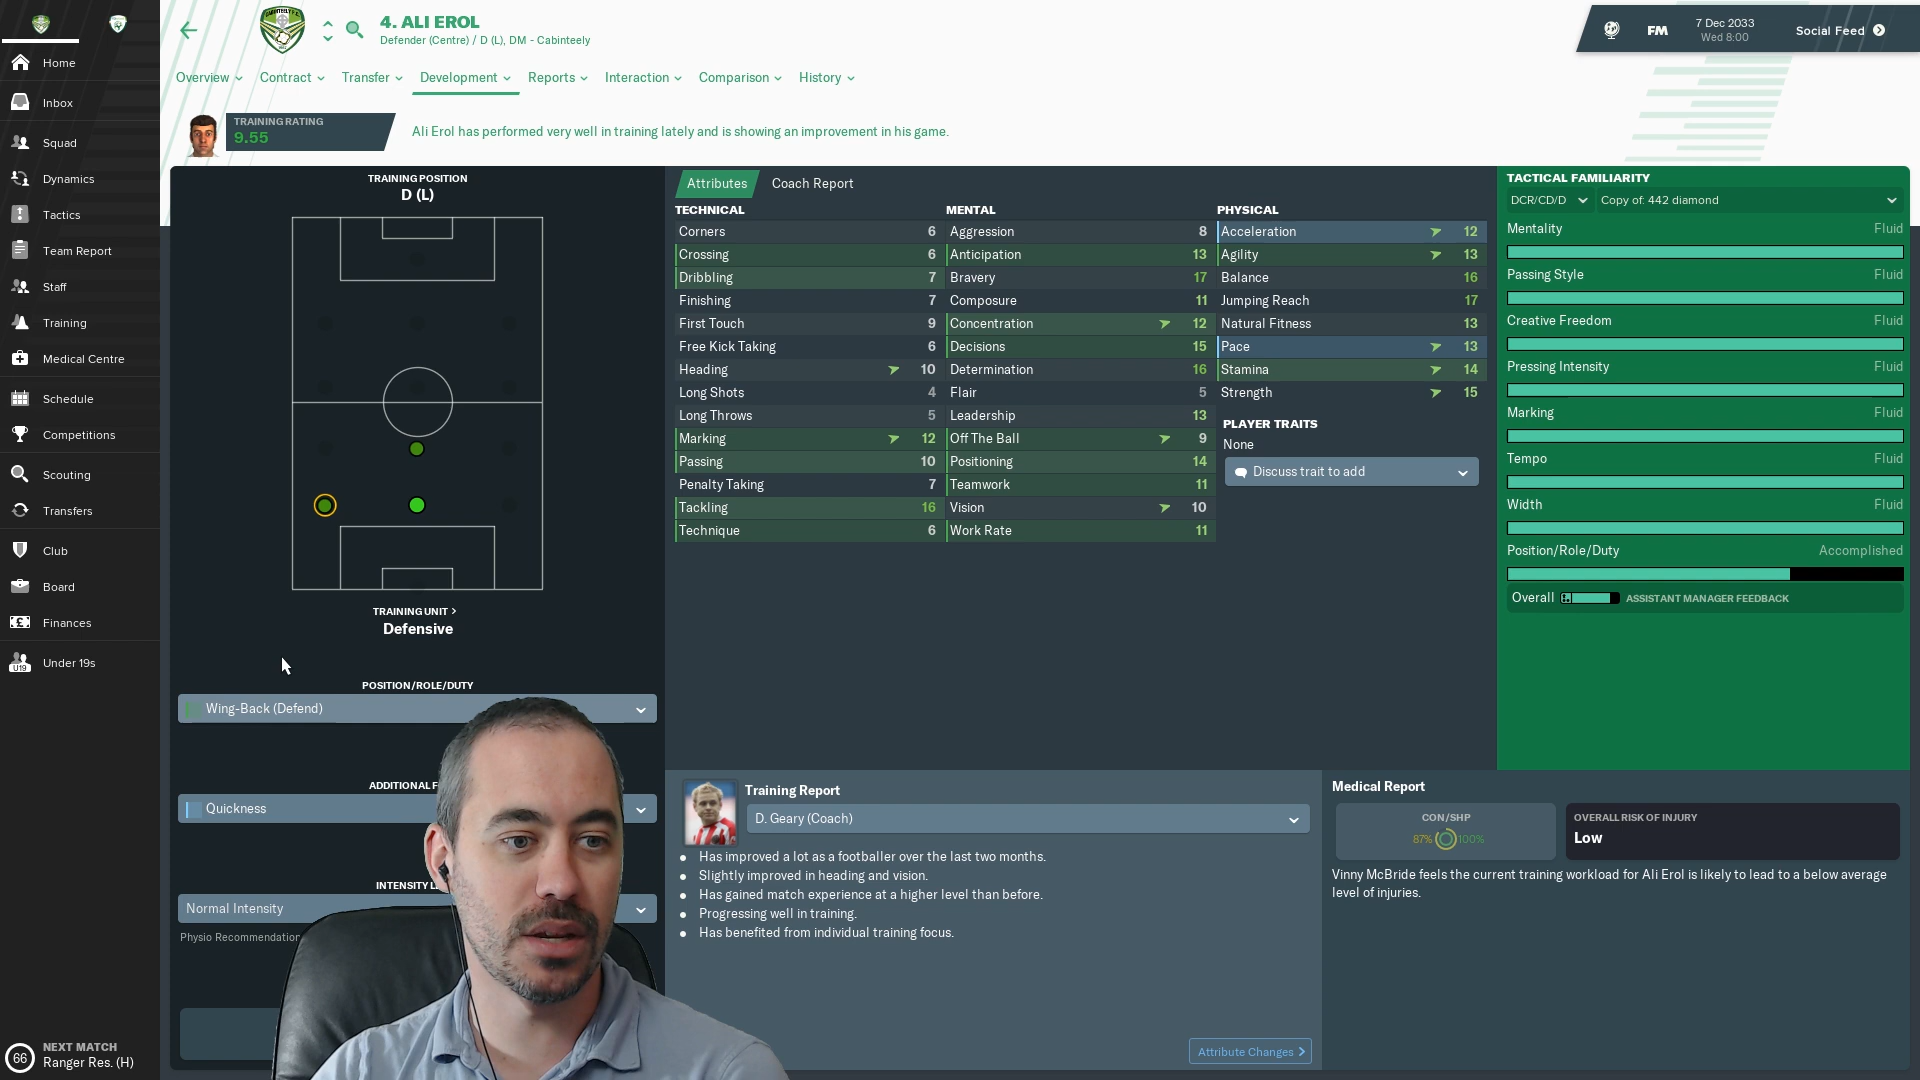 4. ALI EROL
Defender (Centre) / D (L), DM - Cabinteely
7 Dec 2033
Wed 8:00
FM
Social Feed
Home
Inbox
Squad
Dynamics
Tactics
Team Report
Staff
Training
Medical Centre
Schedule
Competitions
Scouting
Transfers
Club
Board
Finances
U19
Under 19s
66
NEXT MATCH
Ranger Res. (H)
Overview
Contract
Transfer
Development
Reports
Interaction
Comparison
History
TRAINING RATING
9.55
Ali Erol has performed very well in training lately and is showing an improvement in his game.
TRAINING POSITION
D (L)
TRAINING UNIT >
Defensive
POSITION/ROLE/DUTY
Wing-Back (Defend)
ADDITIONAL F
Quickness
INTENSITY L
Normal Intensity
Physio Recommendation
Attributes
Coach Report
TECHNICAL
Corners 6
Crossing 6
Dribbling 7
Finishing 7
First Touch 9
Free Kick Taking 6
Heading 10
Long Shots 4
Long Throws 5
Marking 12
Passing 10
Penalty Taking 7
Tackling 16
Technique 6
MENTAL
Aggression 8
Anticipation 13
Bravery 17
Composure 11
Concentration 12
Decisions 15
Determination 16
Flair 5
Leadership 13
Off The Ball 9
Positioning 14
Teamwork 11
Vision 10
Work Rate 11
PHYSICAL
Acceleration 12
Agility 13
Balance 16
Jumping Reach 17
Natural Fitness 13
Pace 13
Stamina 14
Strength 15
PLAYER TRAITS
None
Discuss trait to add
TACTICAL FAMILIARITY
DCR/CD/D
Copy of: 442 diamond
Mentality Fluid
Passing Style Fluid
Creative Freedom Fluid
Pressing Intensity Fluid
Marking Fluid
Tempo Fluid
Width Fluid
Position/Role/Duty Accomplished
Overall ASSISTANT MANAGER FEEDBACK
Training Report
D. Geary (Coach)
Has improved a lot as a footballer over the last two months.
Slightly improved in heading and vision.
Has gained match experience at a higher level than before.
Progressing well in training.
Has benefited from individual training focus.
Attribute Changes >
Medical Report
CON/SHP
87% 100%
OVERALL RISK OF INJURY
Low
Vinny McBride feels the current training workload for Ali Erol is likely to lead to a below average
level of injuries.